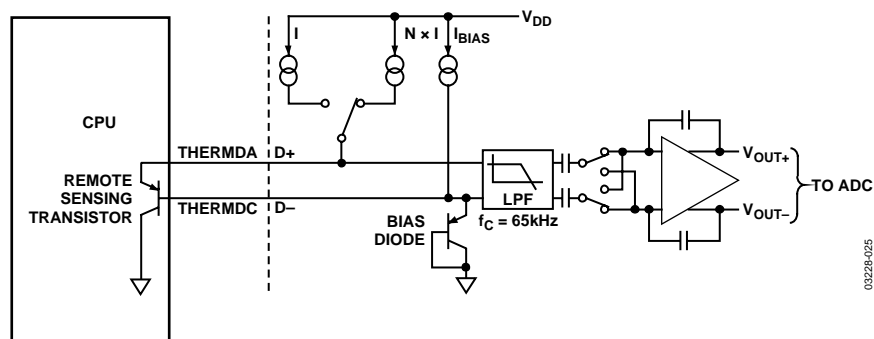 I
N × I
I_BIAS
V_DD
CPU
THERMDA
D+
REMOTE
SENSING
TRANSISTOR
THERMDC
D–
BIAS
DIODE
LPF
f_C = 65kHz
V_OUT+
V_OUT–
TO ADC
03228-025